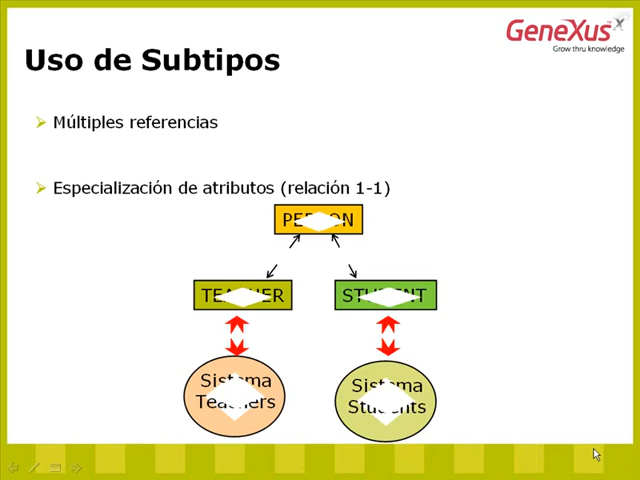 GeneXus
Grow thru knowledge
Uso de Subtipos
Múltiples referencias
Especialización de atributos (relación 1-1)
PERSON
TEACHER
STUDENT
Sistema
Teachers
Sistema
Students